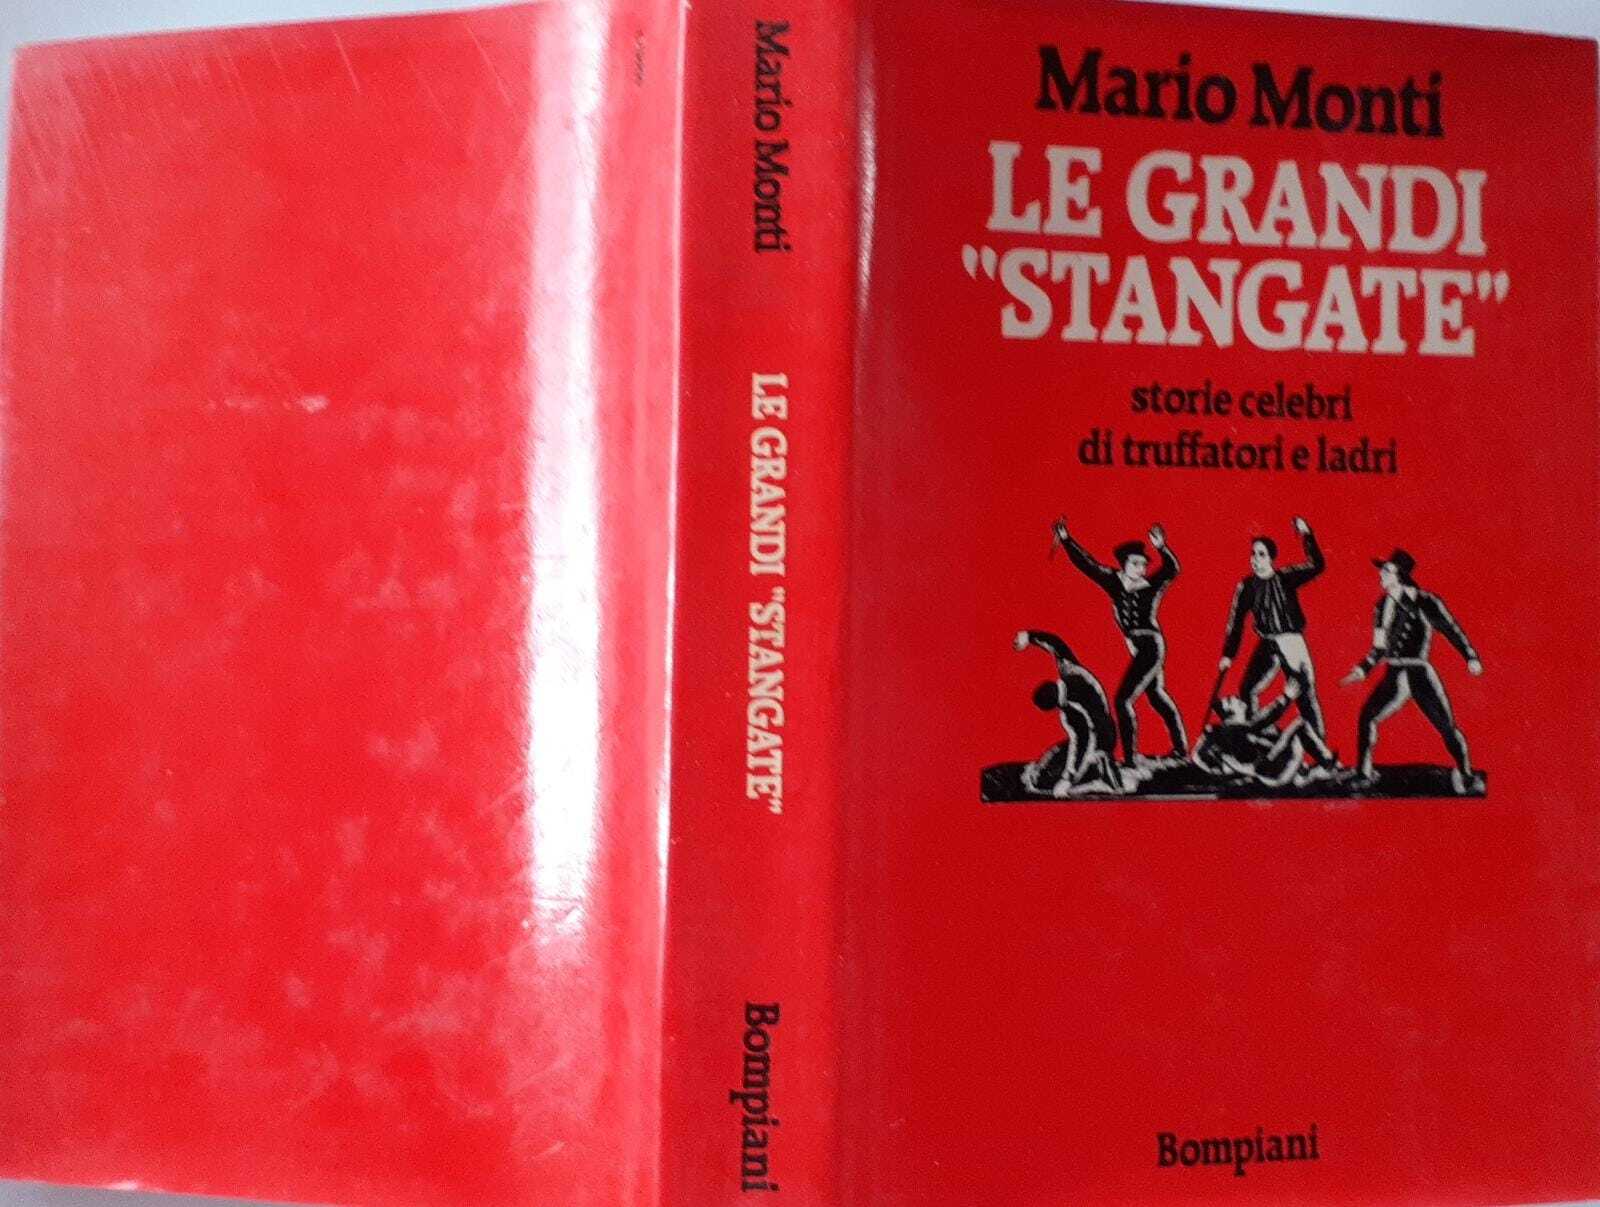 Mario Monti
LE GRANDI "STANGATE"
Bompiani
Mario Monti
LE GRANDI
"STANGATE"
storie celebri
di truffatori e ladri
Bompiani